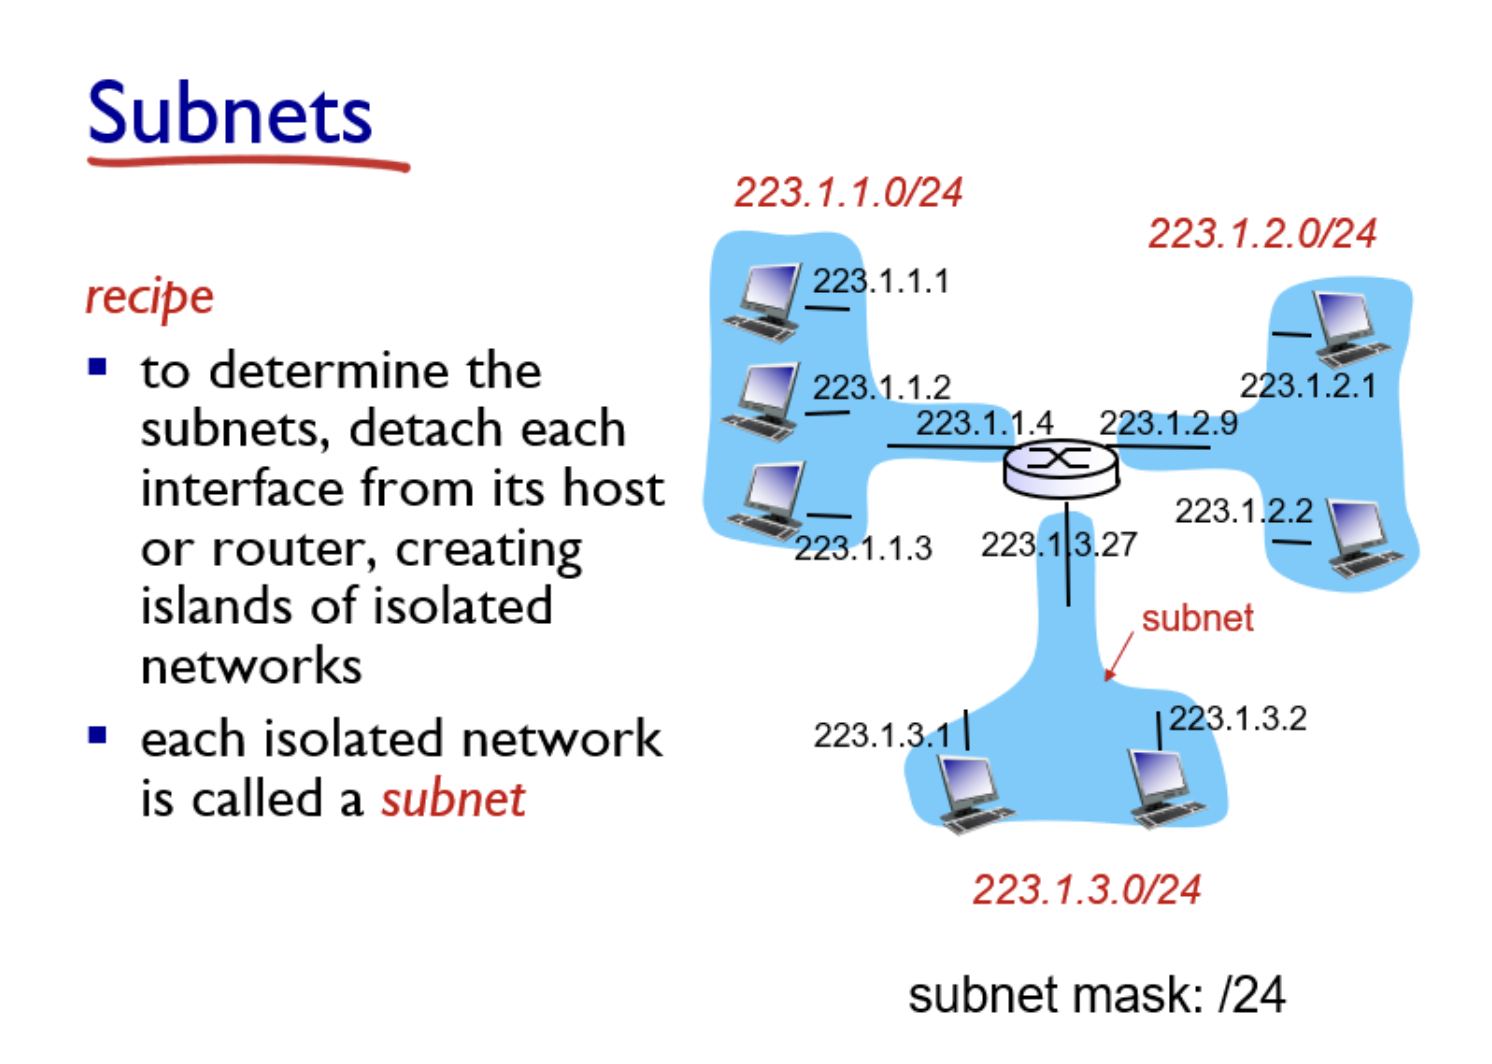 Subnets
recipe
to determine the
subnets, detach each
interface from its host
or router, creating
islands of isolated
networks
each isolated network
is called a subnet
223.1.1.0/24
223.1.2.0/24
223.1.1.1
223.1.1.2
223.1.2.1
223.1.1.4
223.1.2.9
223.1.2.2
223.1.1.3
223.1.3.27
subnet
223.1.3.1
223.1.3.2
223.1.3.0/24
subnet mask: /24